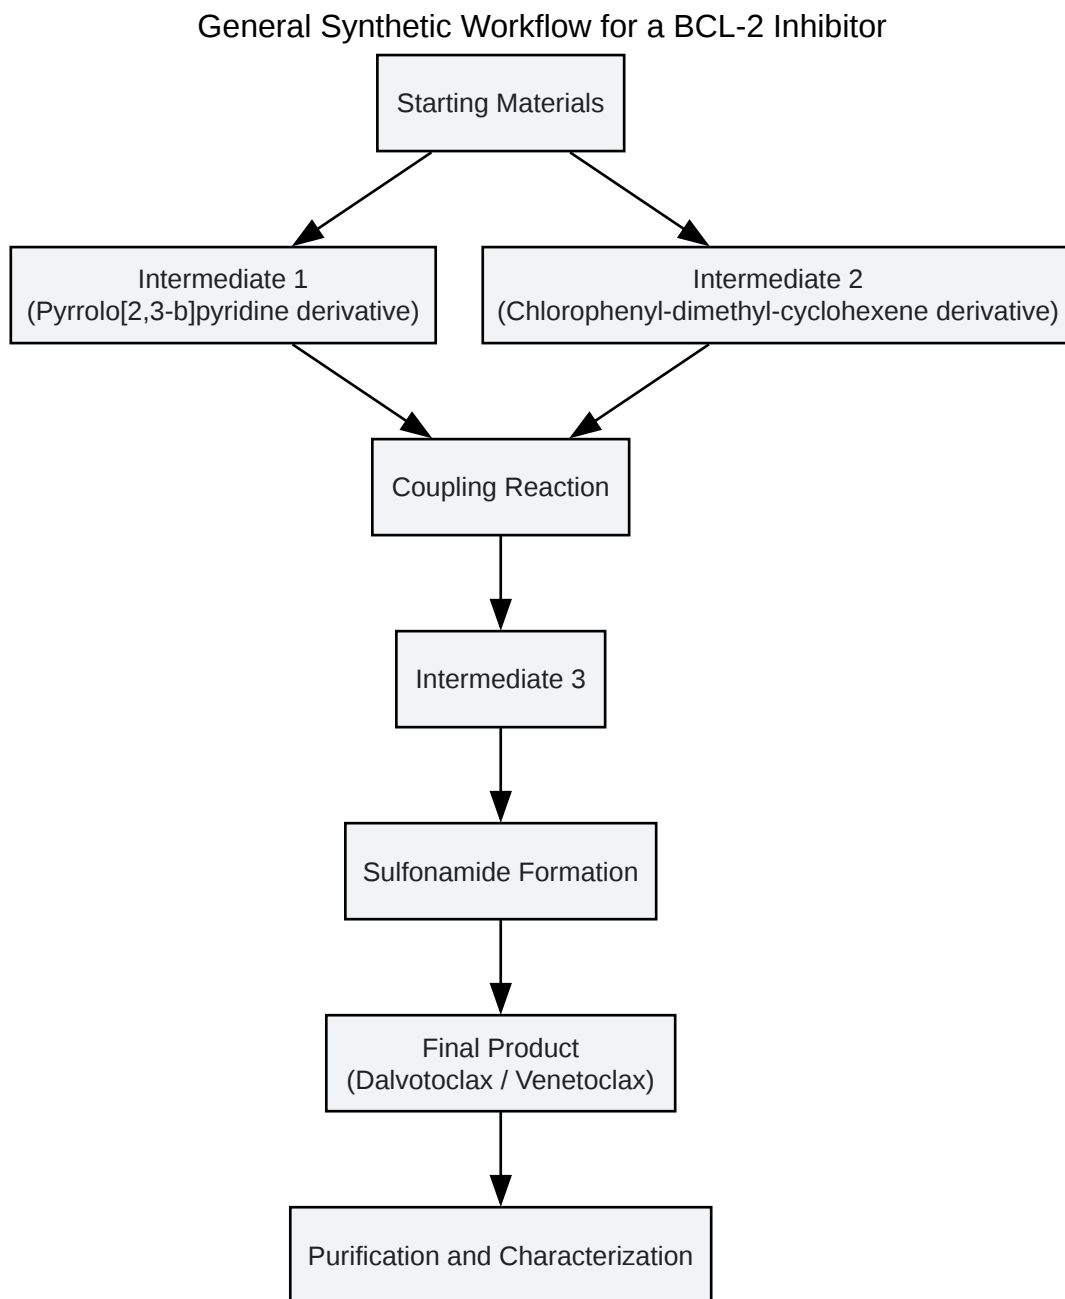 General Synthetic Workflow for a BCL-2 Inhibitor
Starting Materials
Intermediate 1
(Pyrrolo[2,3-b]pyridine derivative)
Intermediate 2
(Chlorophenyl-dimethyl-cyclohexene derivative)
Coupling Reaction
Intermediate 3
Sulfonamide Formation
Final Product
(Dalvotoclax / Venetoclax)
Purification and Characterization